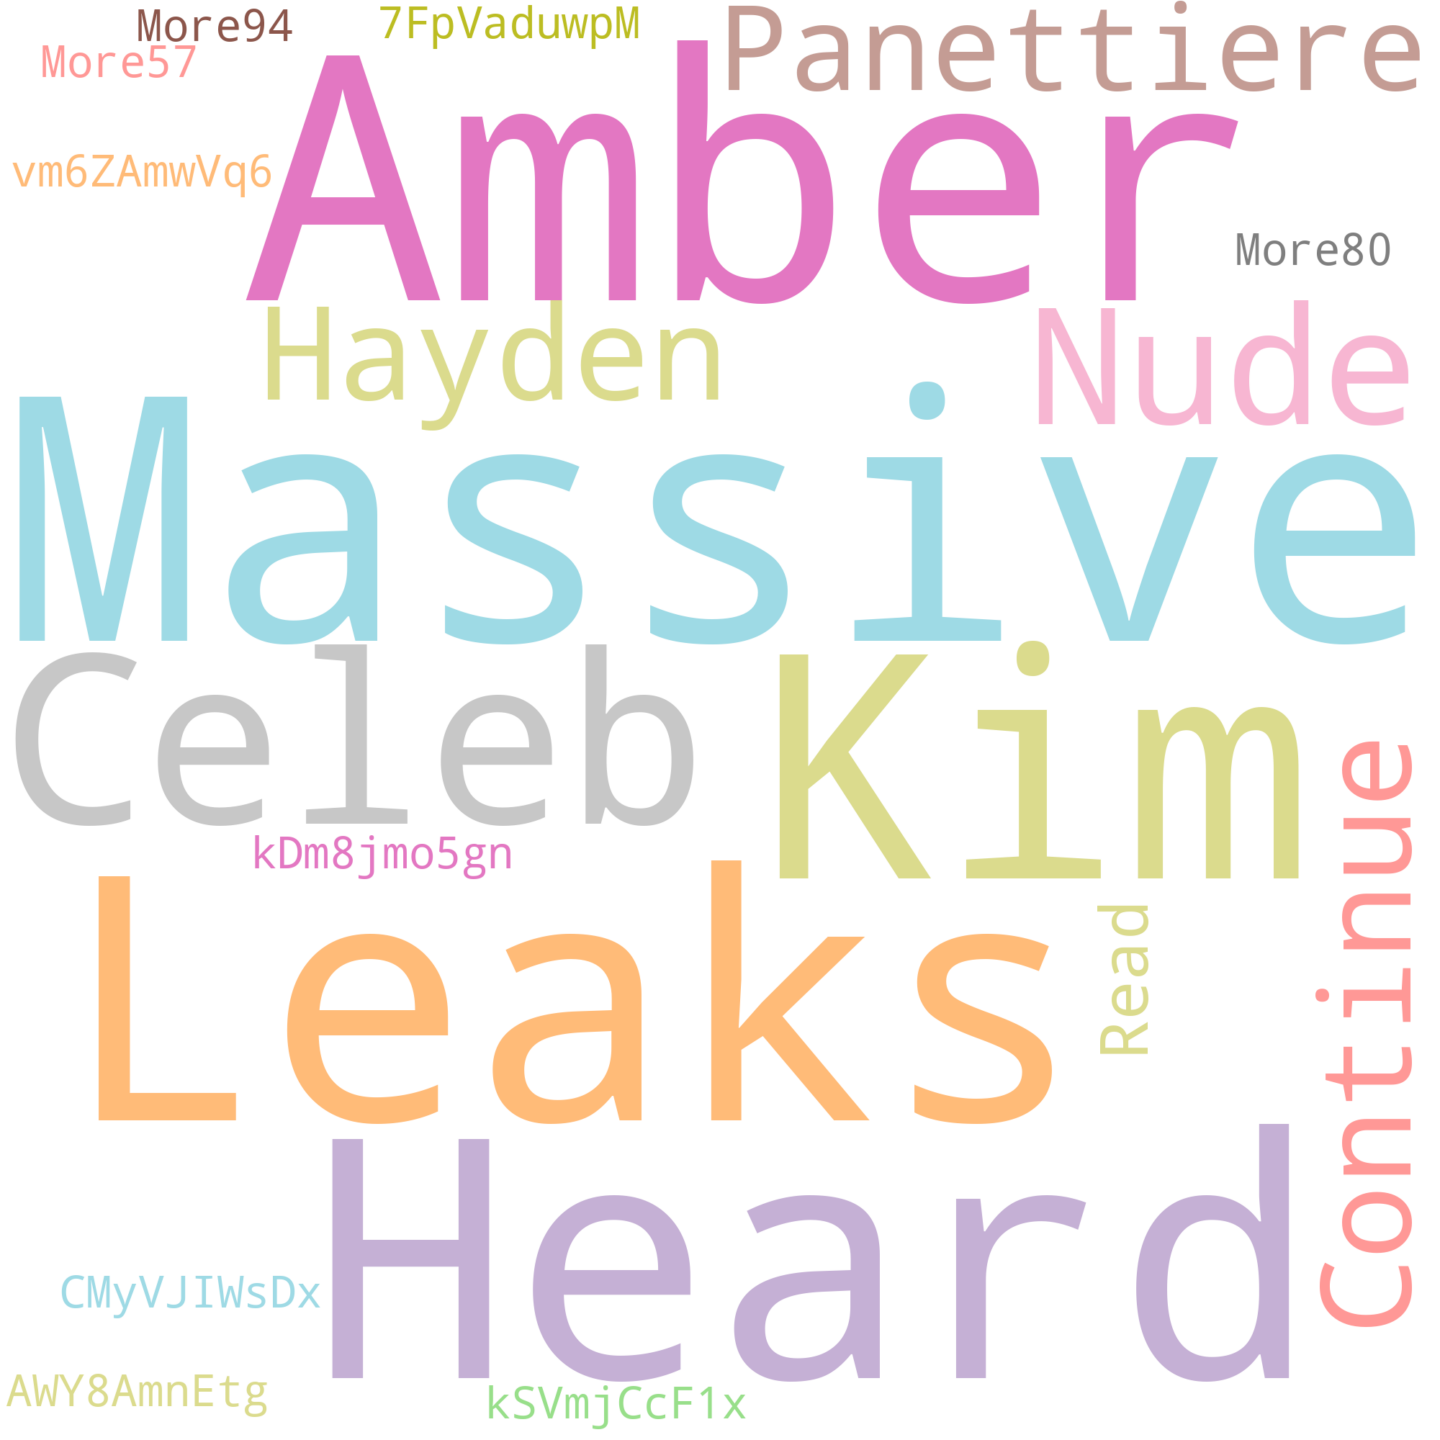 More94
7FpVaduwpM
Panettiere
More57
Amber
vm6ZAmwVq6
More80
Hayden
Nude
Massive
Celeb
Kim
Continue
kDm8jmo5gn
Leaks
Read
Heard
CMyVJIWsDx
AWY8AmnEtg
kSVmjCcF1x